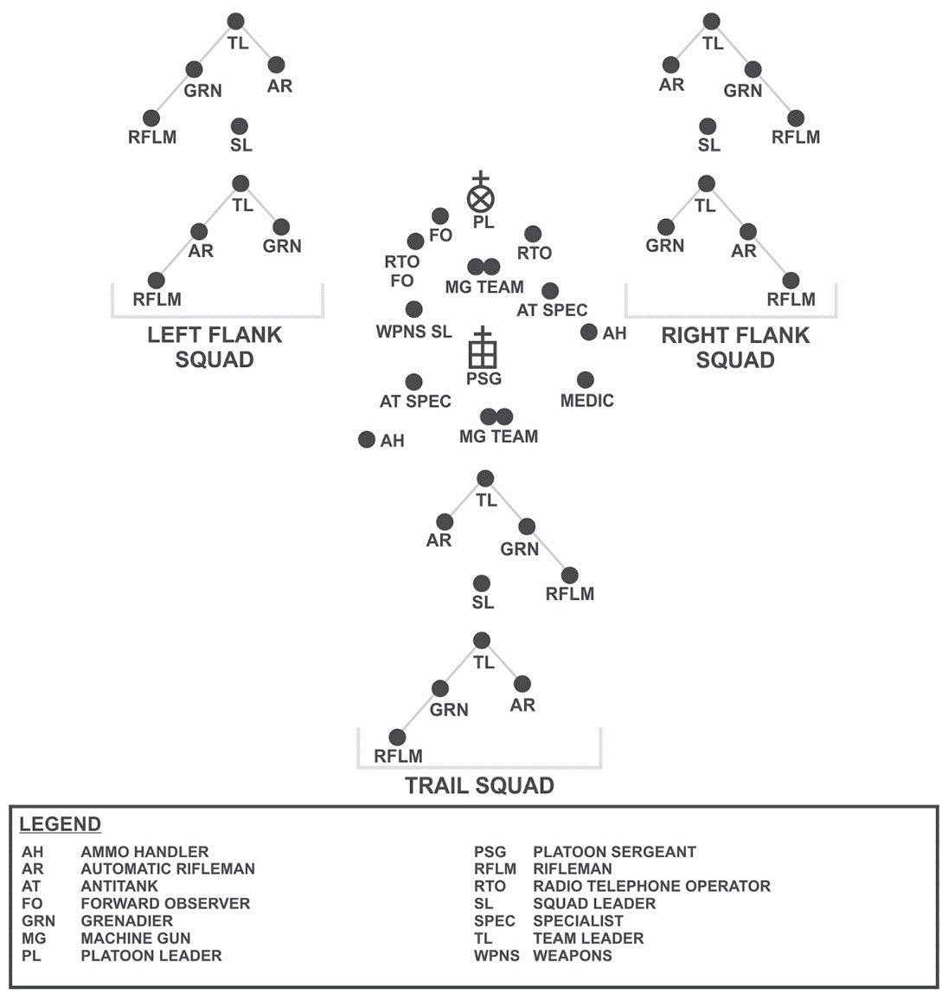 TL
GRN
AR
RFLM
SL
TL
AR
GRN
RFLM
LEFT FLANK
SQUAD
TL
AR
GRN
RFLM
SL
TL
GRN
AR
RFLM
RIGHT FLANK
SQUAD
PL
FO
RTO
RTO
FO
MG TEAM
AT SPEC
WPNS SL
AH
PSG
AT SPEC
MEDIC
MG TEAM
AH
TL
AR
GRN
RFLM
SL
TL
GRN
AR
RFLM
TRAIL SQUAD
LEGEND
AH AMMO HANDLER
AR AUTOMATIC RIFLEMAN
AT ANTITANK
FO FORWARD OBSERVER
GRN GRENADIER
MG MACHINE GUN
PL PLATOON LEADER
PSG PLATOON SERGEANT
RFLM RIFLEMAN
RTO RADIO TELEPHONE OPERATOR
SL SQUAD LEADER
SPEC SPECIALIST
TL TEAM LEADER
WPNS WEAPONS